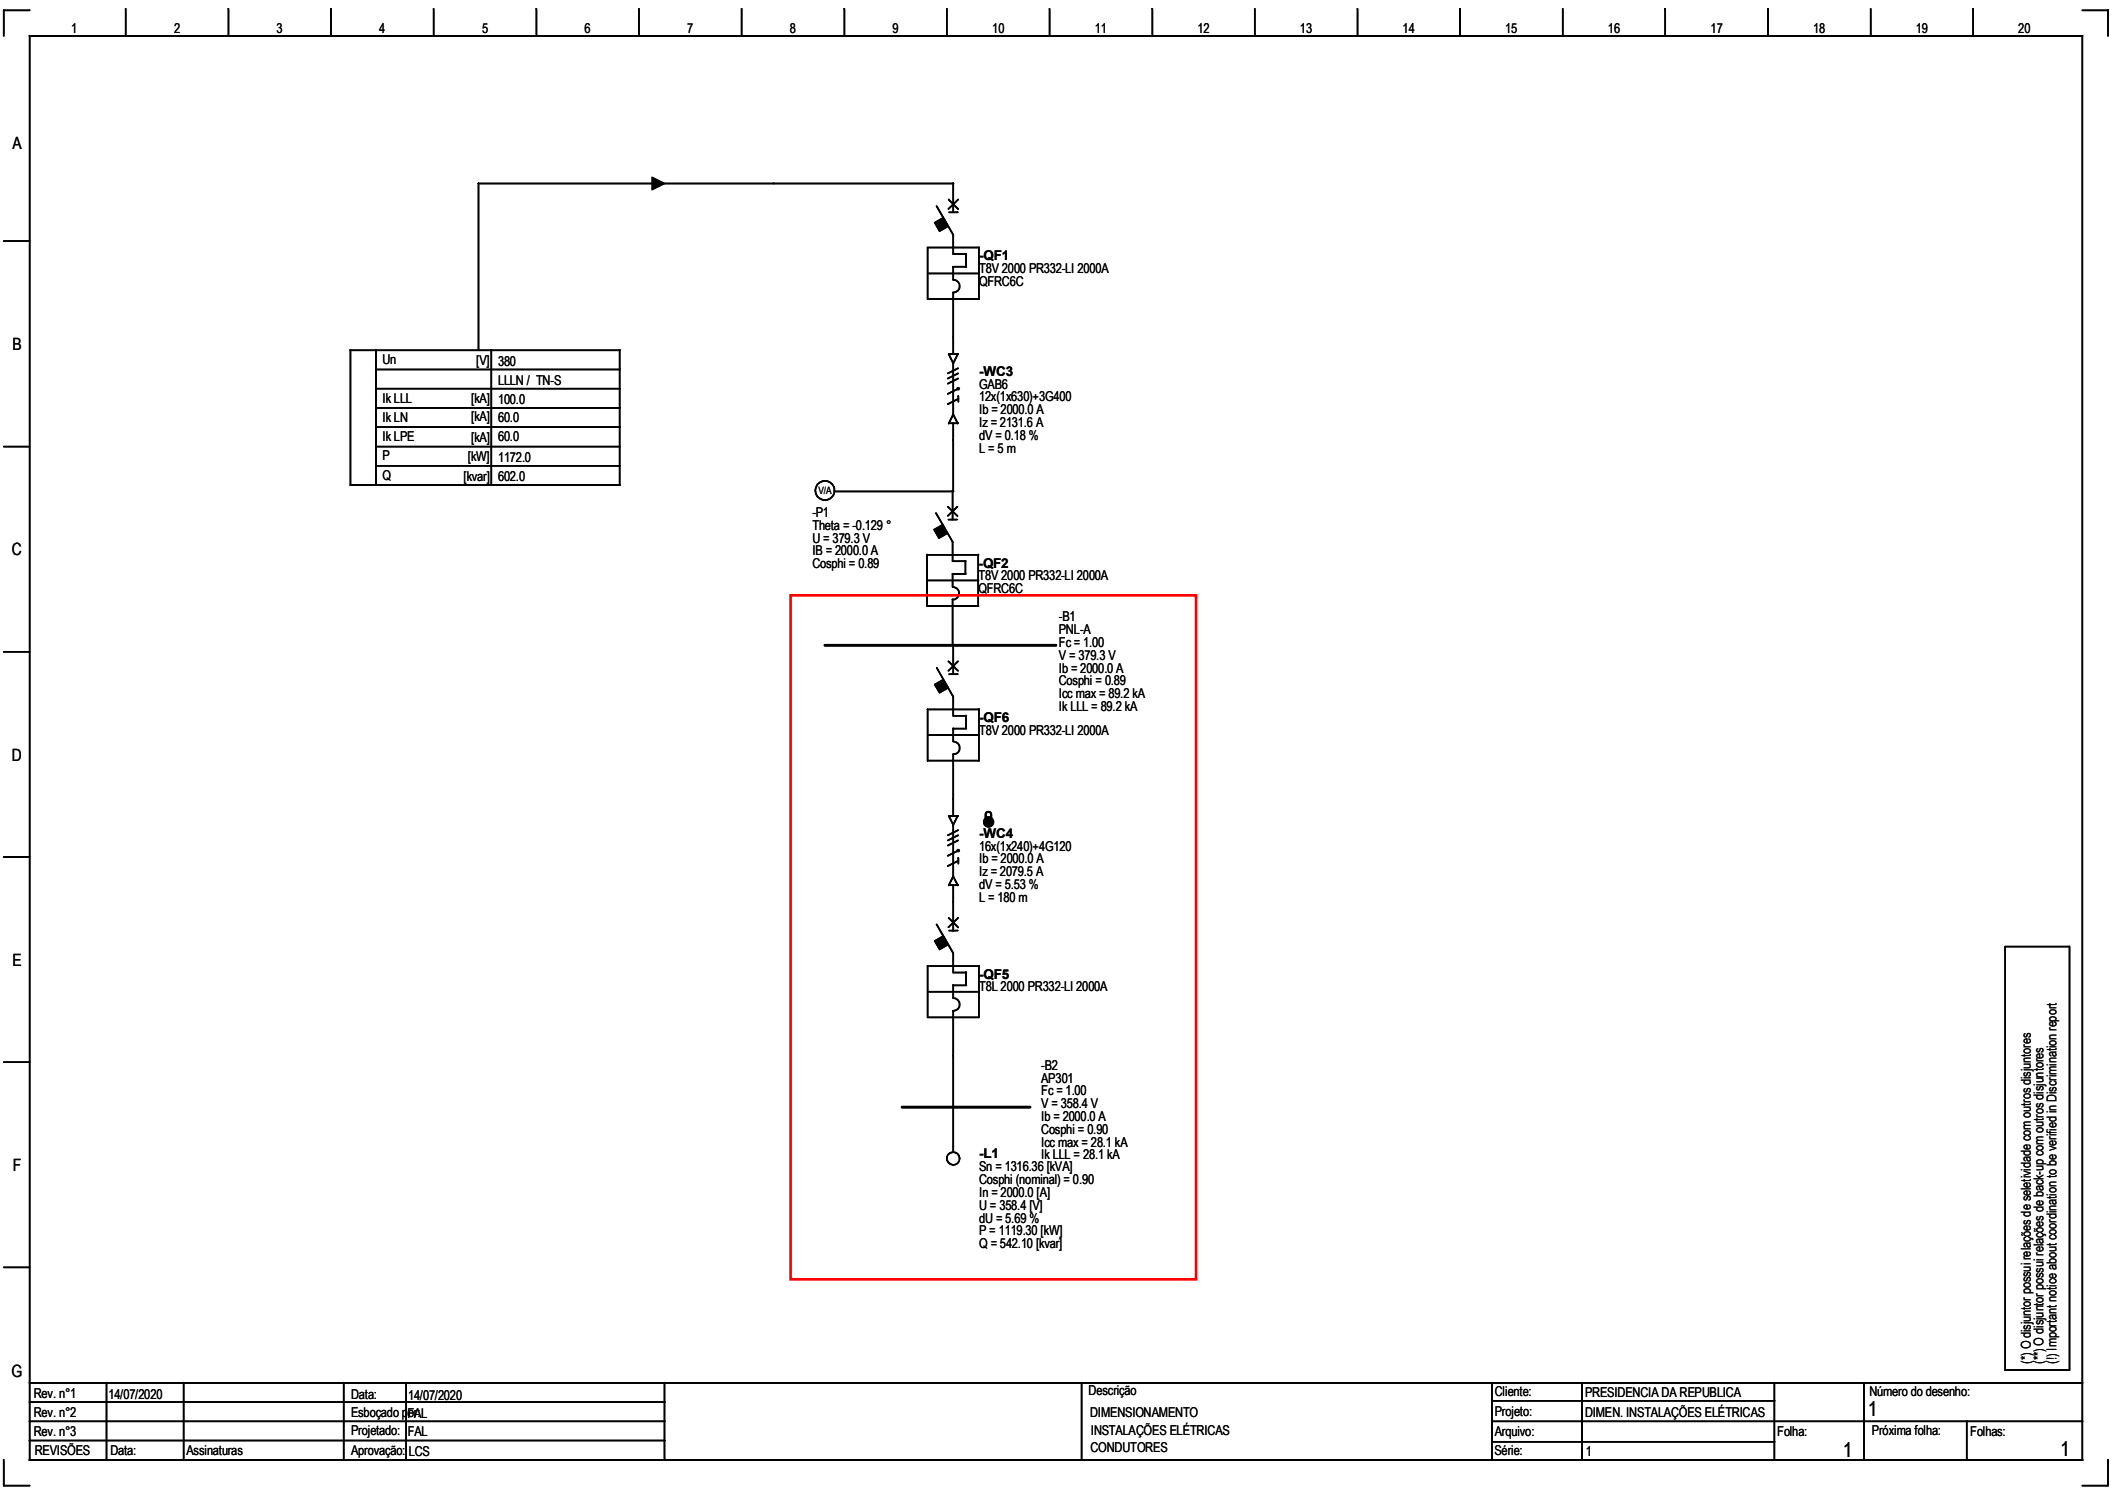 1 2 3 4 5 6 7 8 9 10 11 12 13 14 15 16 17 18 19 20
A
B
C
D
E
F
G
-QF1
T8V 2000 PR332-LI 2000A
QFRC6C
Un [V] 380
LLLN / TN-S
Ik LLL [kA] 100.0
Ik LN [kA] 60.0
Ik LPE [kA] 60.0
P [kW] 1172.0
Q [kvar] 602.0
-WC3
GAB6
12x(1x630)+3G400
Ib = 2000.0 A
Iz = 2131.6 A
dV = 0.18 %
L = 5 m
V/A
-P1
Theta = -0.129 °
U = 379.3 V
IB = 2000.0 A
Cosphi = 0.89
-QF2
T8V 2000 PR332-LI 2000A
QFRC6C
-B1
PNL-A
Fc = 1.00
V = 379.3 V
Ib = 2000.0 A
Cosphi = 0.89
Icc max = 89.2 kA
Ik LLL = 89.2 kA
-QF6
T8V 2000 PR332-LI 2000A
-WC4
16x(1x240)+4G120
Ib = 2000.0 A
Iz = 2079.5 A
dV = 5.53 %
L = 180 m
-QF5
T8L 2000 PR332-LI 2000A
-B2
AP301
Fc = 1.00
V = 358.4 V
Ib = 2000.0 A
Cosphi = 0.90
Icc max = 28.1 kA
Ik LLL = 28.1 kA
-L1
Sn = 1316.36 [kVA]
Cosphi (nominal) = 0.90
In = 2000.0 [A]
U = 358.4 [V]
dU = 5.69 %
P = 1119.30 [kW]
Q = 542.10 [kvar]
(*) O disjuntor possui relações de seletividade com outros disjuntores
(**) O disjuntor possui relações de back-up com outros disjuntores
(!) Important notice about coordination to be verified in Discrimination report
Rev. n°1 14/07/2020 Data: 14/07/2020
Rev. n°2 Esboçado por: FAL
Rev. n°3 Projetado: FAL
REVISÕES Data: Assinaturas Aprovação: LCS
Descrição
DIMENSIONAMENTO
INSTALAÇÕES ELÉTRICAS
CONDUTORES
Cliente: PRESIDENCIA DA REPUBLICA
Projeto: DIMEN. INSTALAÇÕES ELÉTRICAS
Arquivo:
Série: 1
Número do desenho:
1
Folha: 1
Próxima folha:
Folhas: 1